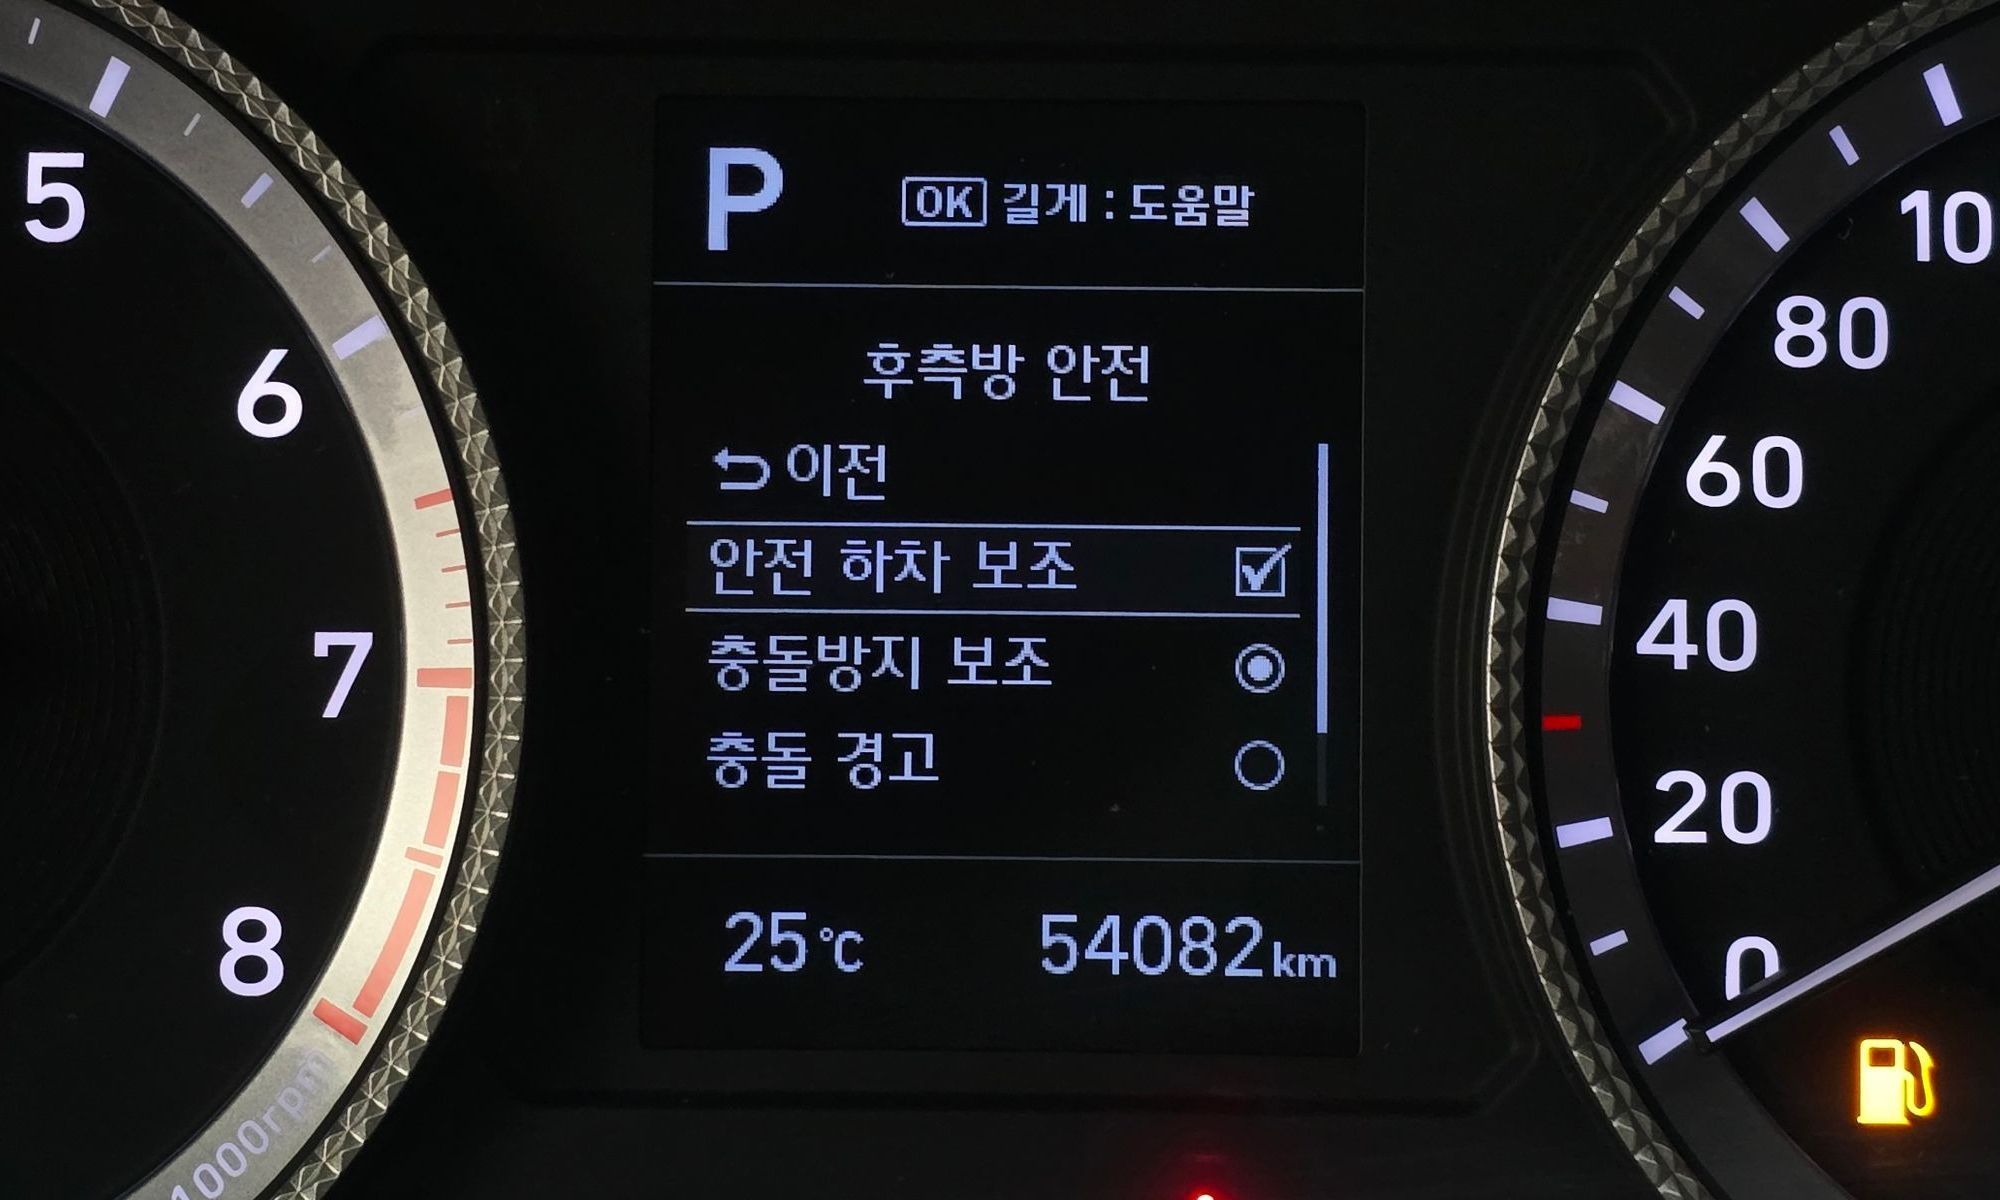 P
OK 길게 : 도움말
후측방 안전
이전
안전 하차 보조
충돌방지 보조
충돌 경고
25℃ 54082km
5
6
7
8
1000rpm
10
80
60
40
20
0